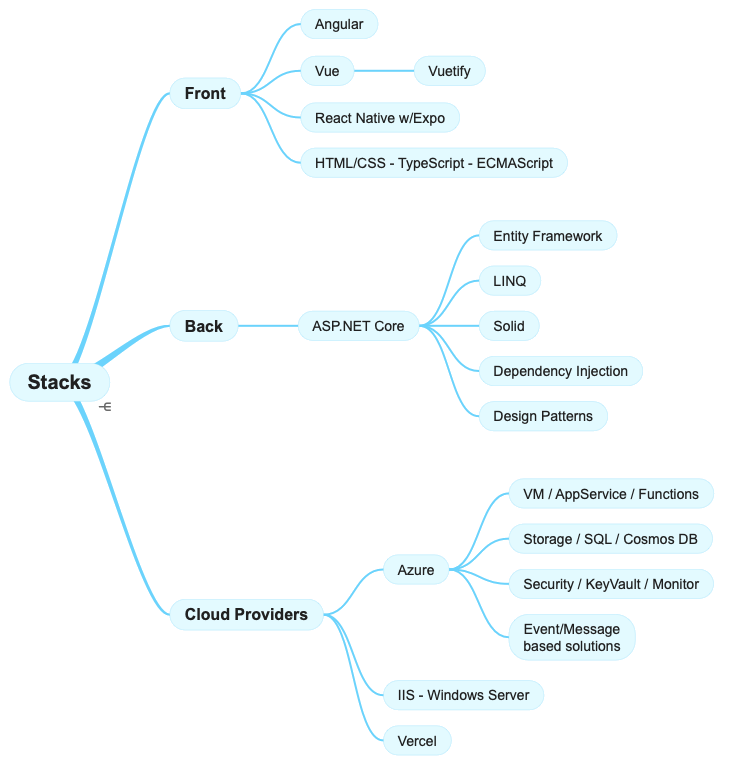 Angular
Vue
Vuetify
Front
React Native w/Expo
HTML/CSS - TypeScript - ECMAScript
Entity Framework
LINQ
Back
ASP.NET Core
Solid
Dependency Injection
Stacks
Design Patterns
VM / AppService / Functions
Storage / SQL / Cosmos DB
Azure
Security / KeyVault / Monitor
Cloud Providers
Event/Message
based solutions
IIS - Windows Server
Vercel